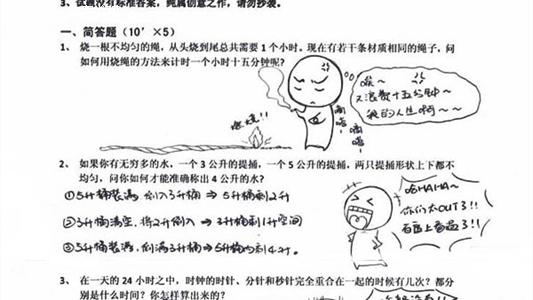 3、试题没有标准答案，纯属创意之作，请勿抄袭。
一、简答题（10’×5）
1、 烧一根不均匀的绳，从头烧到尾总共需要 1 个小时。现在有若干条材质相同的绳子，问
如何用烧绳的方法来计时一个小时十五分钟呢？
唉~
又浪费十五分钟~
我的人生啊~~
燃烧!!
嘀嗒!
嘀嗒!
2、 如果你有无穷多的水，一个 3 公升的提捅，一个 5 公升的提捅，两只提捅形状上下都不
均匀，问你如何才能准确称出 4 公升的水？
①5升桶装满，倒入3升桶 ⇒ 5升桶剩2升
②3升桶清空，将2升倒入 ⇒ 3升桶剩1升空间
③5升桶装满，倒满3升桶 ⇒ 5升桶内剩4升.
哈HAHA~
你们太OUT了!!
百度上有
3、 在一天的 24 小时之中，时钟的时针、分针和秒针完全重合在一起的时候有几次？都分
别是什么时间？你怎样算出来的？